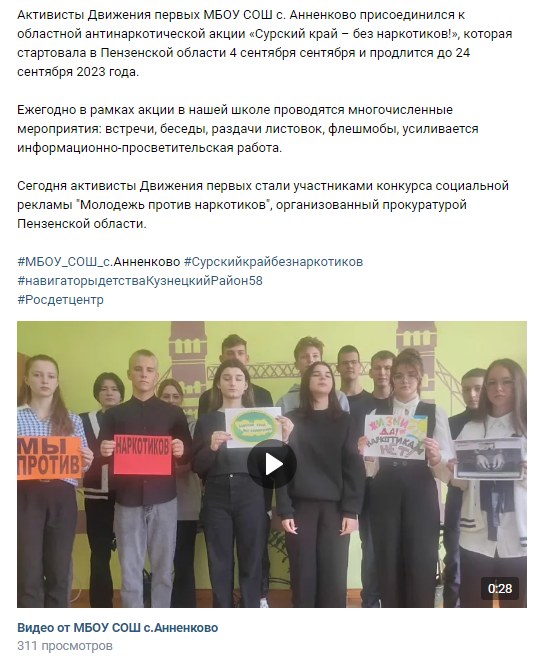 Активисты Движения первых МБОУ СОШ с. Анненково присоединился к
областной антинаркотической акции «Сурский край – без наркотиков!», которая
стартовала в Пензенской области 4 сентября сентября и продлится до 24
сентября 2023 года.
Ежегодно в рамках акции в нашей школе проводятся многочисленные
мероприятия: встречи, беседы, раздачи листовок, флешмобы, усиливается
информационно-просветительская работа.
Сегодня активисты Движения первых стали участниками конкурса социальной
рекламы "Молодежь против наркотиков", организованный прокуратурой
Пензенской области.
#МБОУ_СОШ_с.Анненково #Сурскийкрайбезнаркотиков
#навигаторыдетстваКузнецкийРайон58
#Росдетцентр
МЫ
ПРОТИВ
НАРКОТИКОВ
ЖИЗНИ
ДА!
НАРКОТИКАМ
НЕТ!
0:28
Видео от МБОУ СОШ с.Анненково
311 просмотров